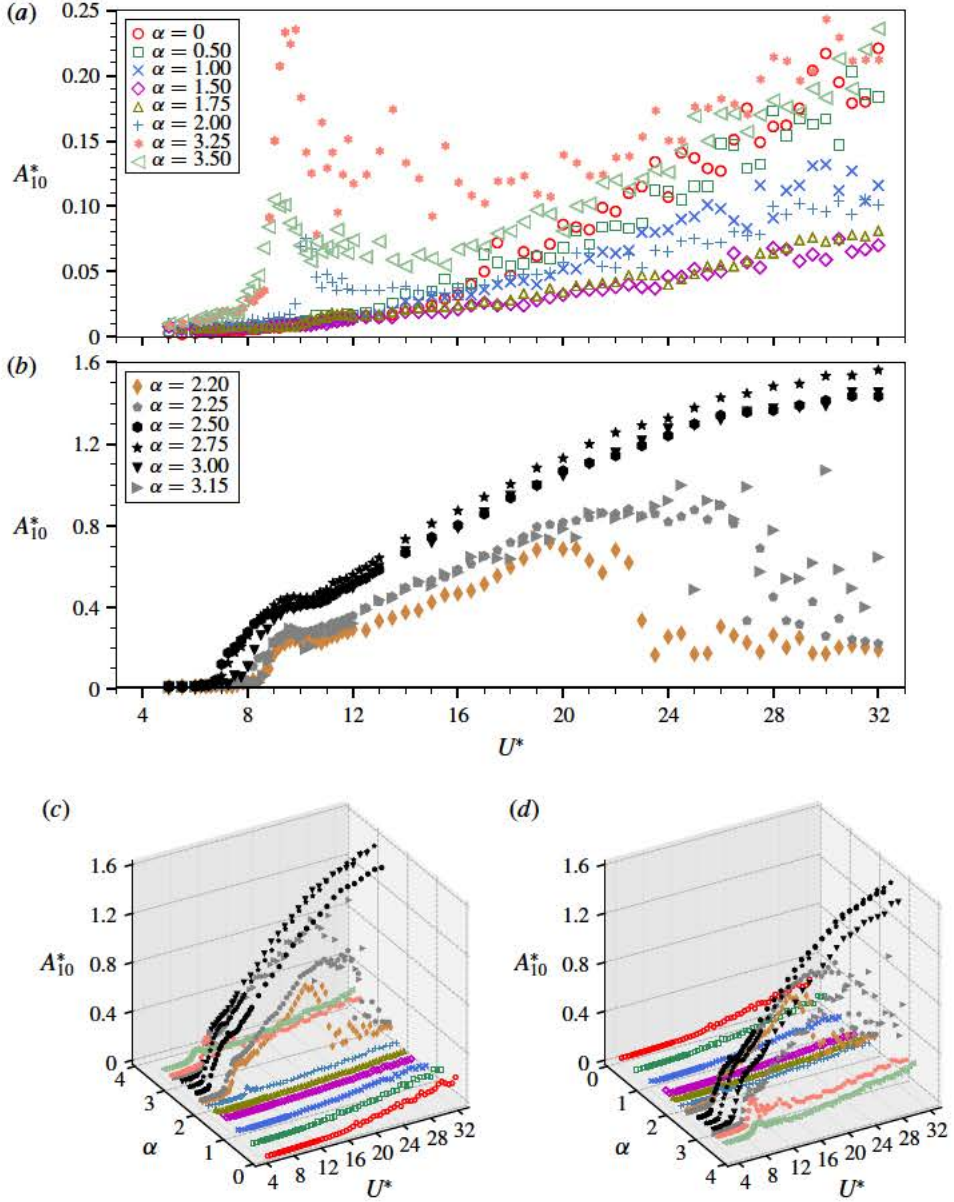 (a)
0.25
0.20
0.15
0.10
0.05
0
A*10
α = 0
α = 0.50
α = 1.00
α = 1.50
α = 1.75
α = 2.00
α = 3.25
α = 3.50
(b)
1.6
1.2
0.8
0.4
0
A*10
α = 2.20
α = 2.25
α = 2.50
α = 2.75
α = 3.00
α = 3.15
4 8 12 16 20 24 28 32
U*
(c)
1.6
1.2
0.8
0.4
0
A*10
4 3 2 1 0
α
4 8 12 16 20 24 28 32
U*
(d)
1.6
1.2
0.8
0.4
0
A*10
0 1 2 3 4
α
4 8 12 16 20 24 28 32
U*